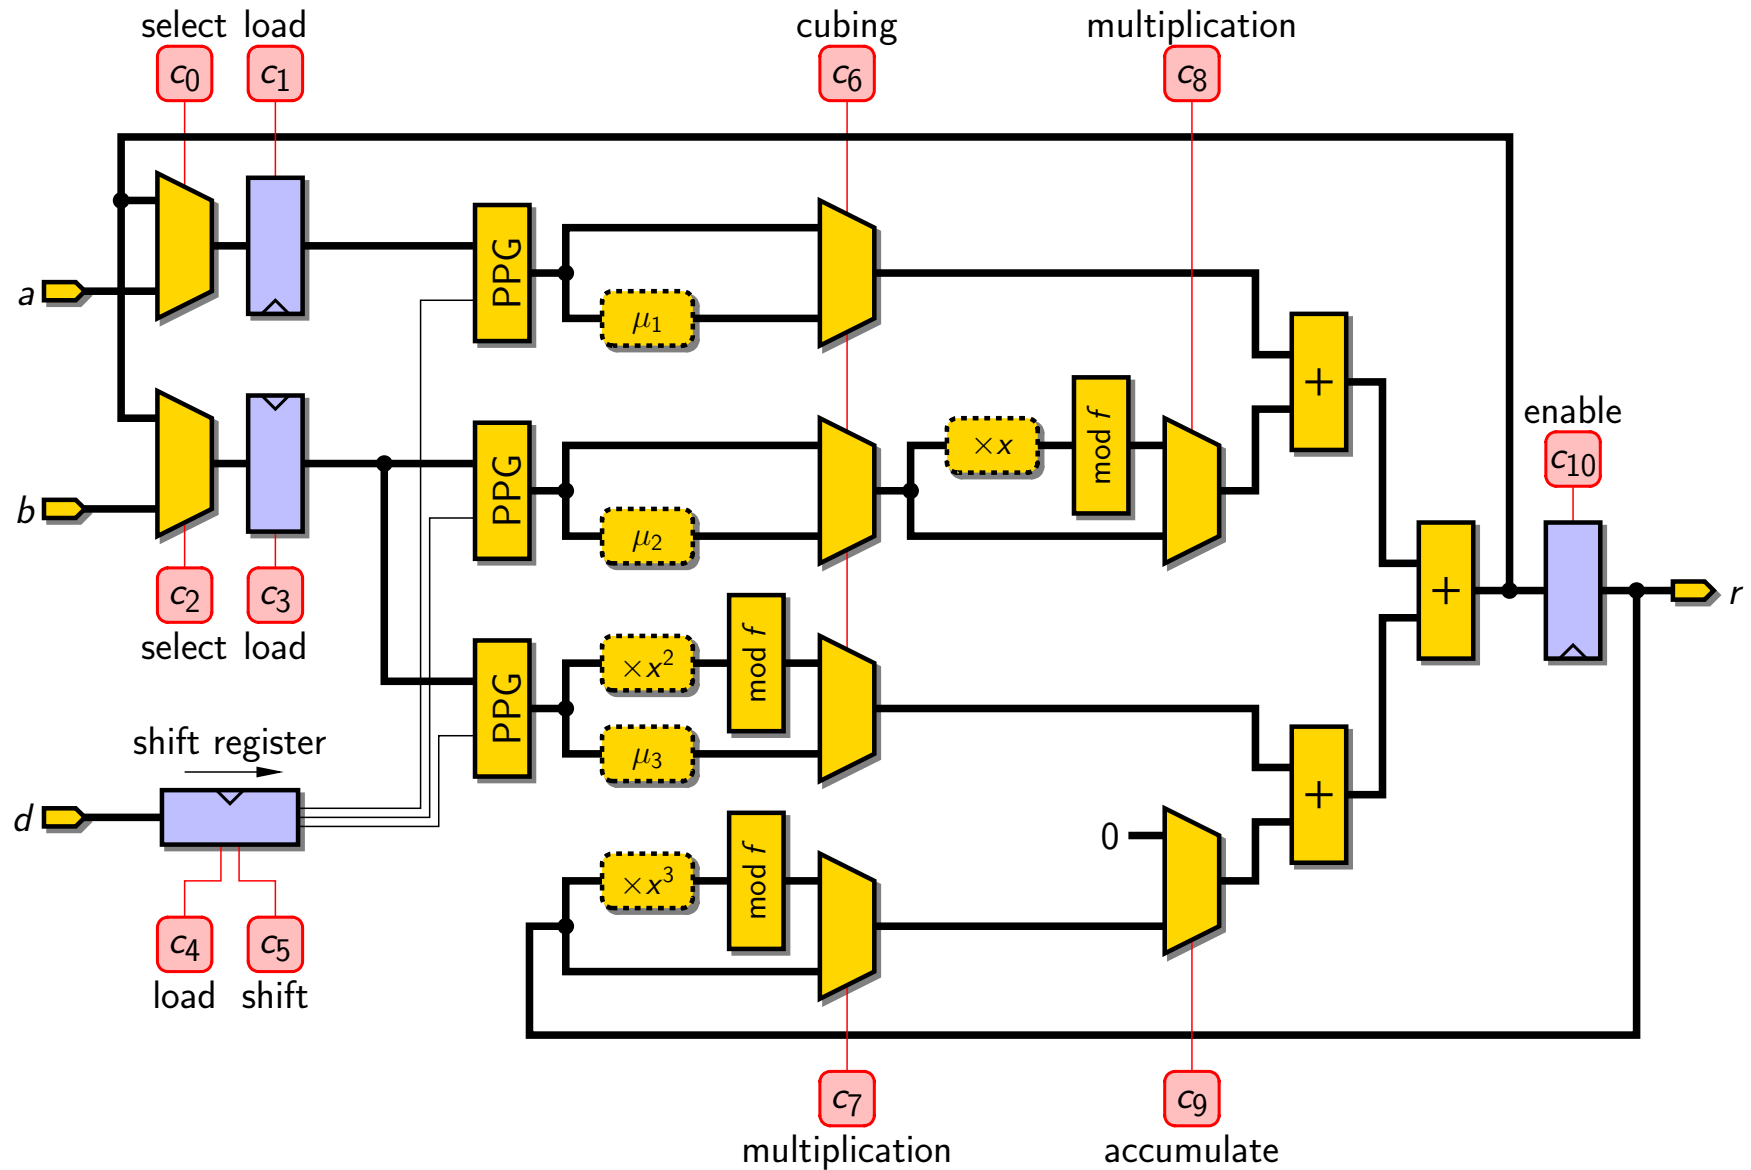 select load cubing multiplication
c₀ c₁ c₆ c₈
PPG
a
μ₁
+
enable
×x mod f
c₁₀
b
PPG
μ₂
c₂ c₃
select load
+
r
×x² mod f
PPG
μ₃
shift register
+
d
0
×x³ mod f
c₄ c₅
load shift
c₇ c₉
multiplication accumulate